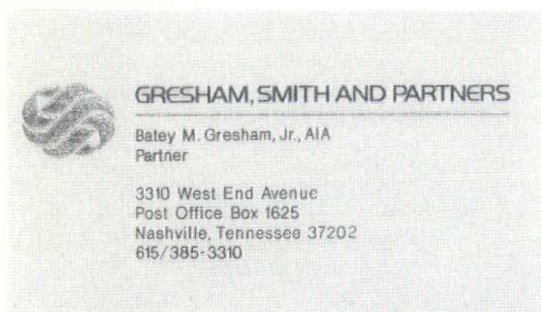 GRESHAM, SMITH AND PARTNERS
Batey M. Gresham, Jr., AIA
Partner
3310 West End Avenue
Post Office Box 1625
Nashville, Tennessee 37202
615/385-3310